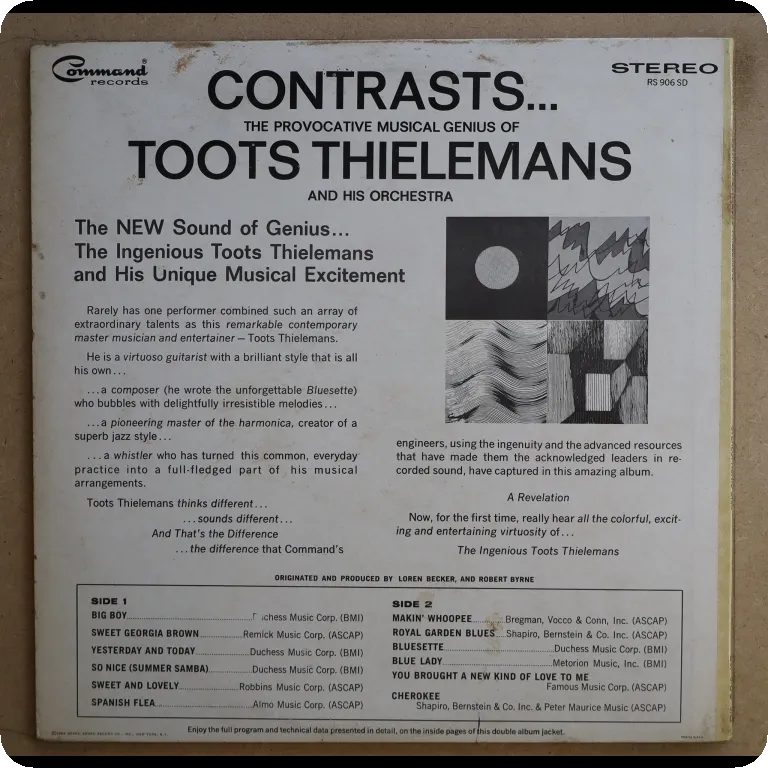 Command®
records
STEREO
RS 906 SD
CONTRASTS...
THE PROVOCATIVE MUSICAL GENIUS OF
TOOTS THIELEMANS
AND HIS ORCHESTRA
The NEW Sound of Genius...
The Ingenious Toots Thielemans
and His Unique Musical Excitement
Rarely has one performer combined such an array of
extraordinary talents as this remarkable contemporary
master musician and entertainer — Toots Thielemans.
He is a virtuoso guitarist with a brilliant style that is all
his own...
...a composer (he wrote the unforgettable Bluesette)
who bubbles with delightfully irresistible melodies...
...a pioneering master of the harmonica, creator of a
superb jazz style...
...a whistler who has turned this common, everyday
practice into a full-fledged part of his musical
arrangements.
Toots Thielemans thinks different...
...sounds different...
And That's the Difference
...the difference that Command's
engineers, using the ingenuity and the advanced resources
that have made them the acknowledged leaders in re-
corded sound, have captured in this amazing album.
A Revelation
Now, for the first time, really hear all the colorful, excit-
ing and entertaining virtuosity of...
The Ingenious Toots Thielemans
ORIGINATED AND PRODUCED BY LOREN BECKER, AND ROBERT BYRNE
SIDE 1
BIG BOY Duchess Music Corp. (BMI)
SWEET GEORGIA BROWN Remick Music Corp. (ASCAP)
YESTERDAY AND TODAY Duchess Music Corp. (BMI)
SO NICE (SUMMER SAMBA) Duchess Music Corp. (BMI)
SWEET AND LOVELY Robbins Music Corp. (ASCAP)
SPANISH FLEA Almo Music Corp. (ASCAP)
SIDE 2
MAKIN' WHOOPEE Bregman, Vocco & Conn, Inc. (ASCAP)
ROYAL GARDEN BLUES Shapiro, Bernstein & Co. Inc. (ASCAP)
BLUESETTE Duchess Music Corp. (BMI)
BLUE LADY Metorion Music, Inc. (BMI)
YOU BROUGHT A NEW KIND OF LOVE TO ME
Famous Music Corp. (ASCAP)
CHEROKEE
Shapiro, Bernstein & Co. Inc. & Peter Maurice Music (ASCAP)
Enjoy the full program and technical data presented in detail, on the inside pages of this double album jacket.